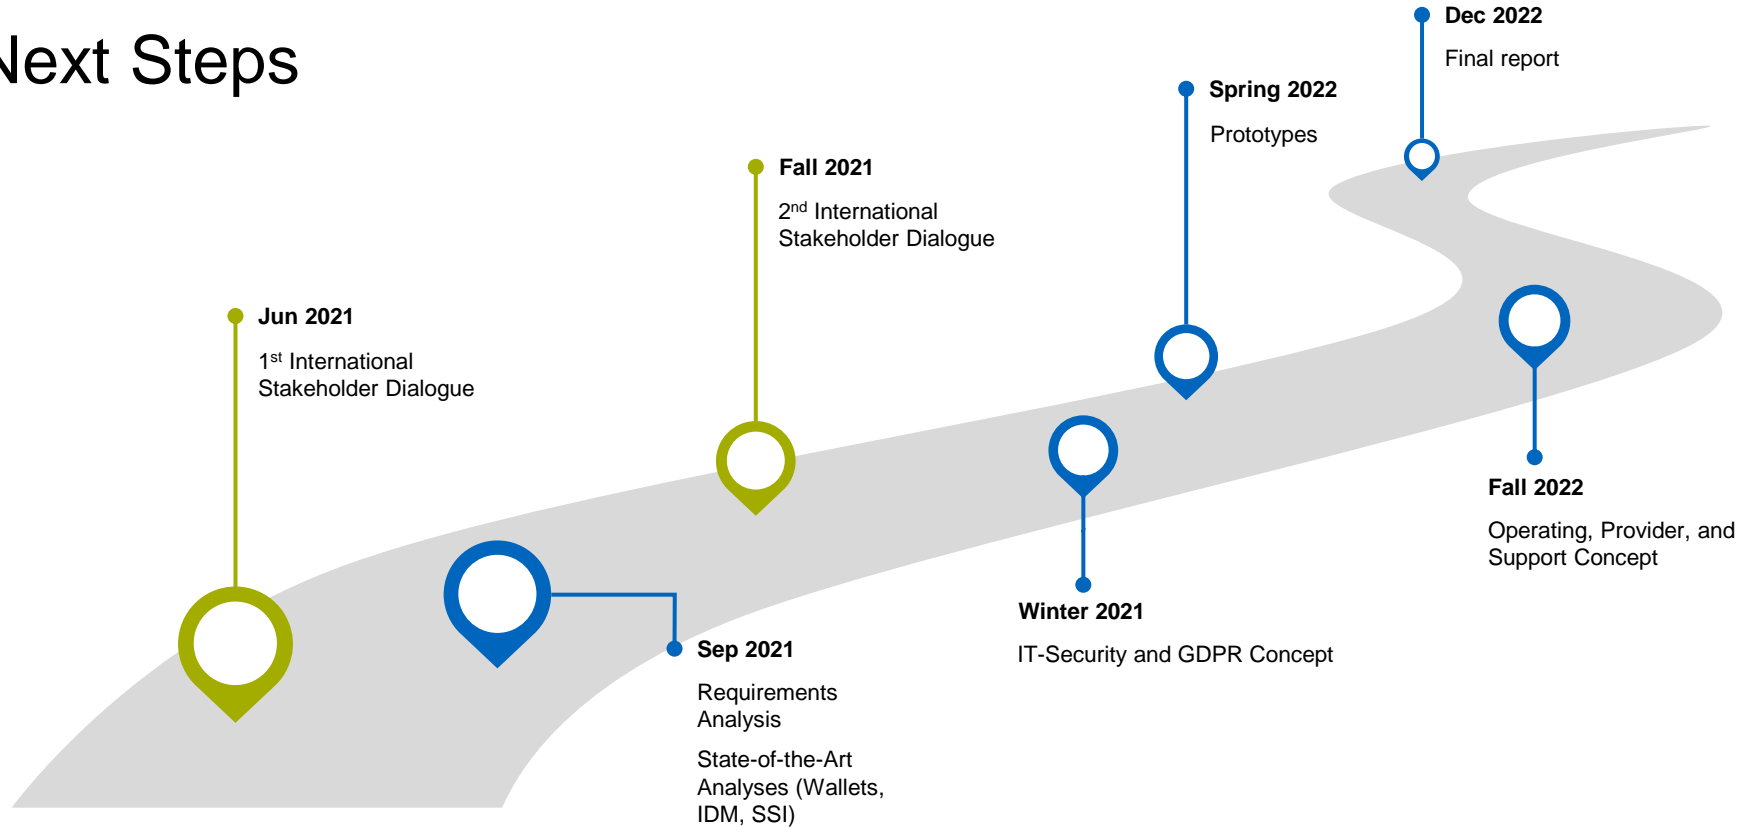 Next Steps
Jun 2021
1st International
Stakeholder Dialogue
Sep 2021
Requirements
Analysis
State-of-the-Art
Analyses (Wallets,
IDM, SSI)
Fall 2021
2nd International
Stakeholder Dialogue
Winter 2021
IT-Security and GDPR Concept
Spring 2022
Prototypes
Fall 2022
Operating, Provider, and
Support Concept
Dec 2022
Final report